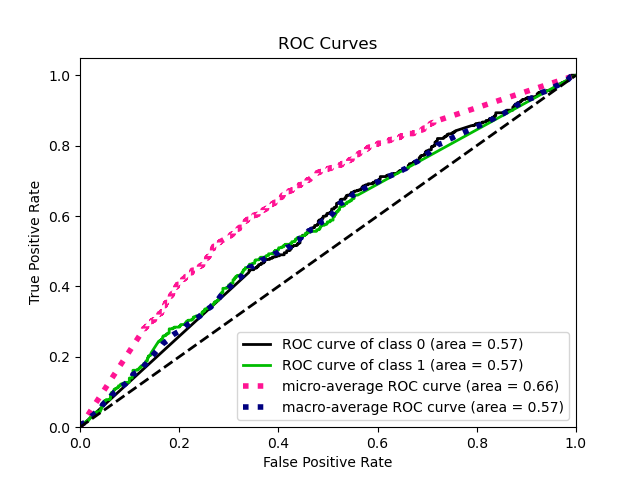 ROC Curves
True Positive Rate
1.0
0.8
0.6
0.4
0.2
0.0
ROC curve of class 0 (area = 0.57)
ROC curve of class 1 (area = 0.57)
micro-average ROC curve (area = 0.66)
macro-average ROC curve (area = 0.57)
0.0 0.2 0.4 0.6 0.8 1.0
False Positive Rate